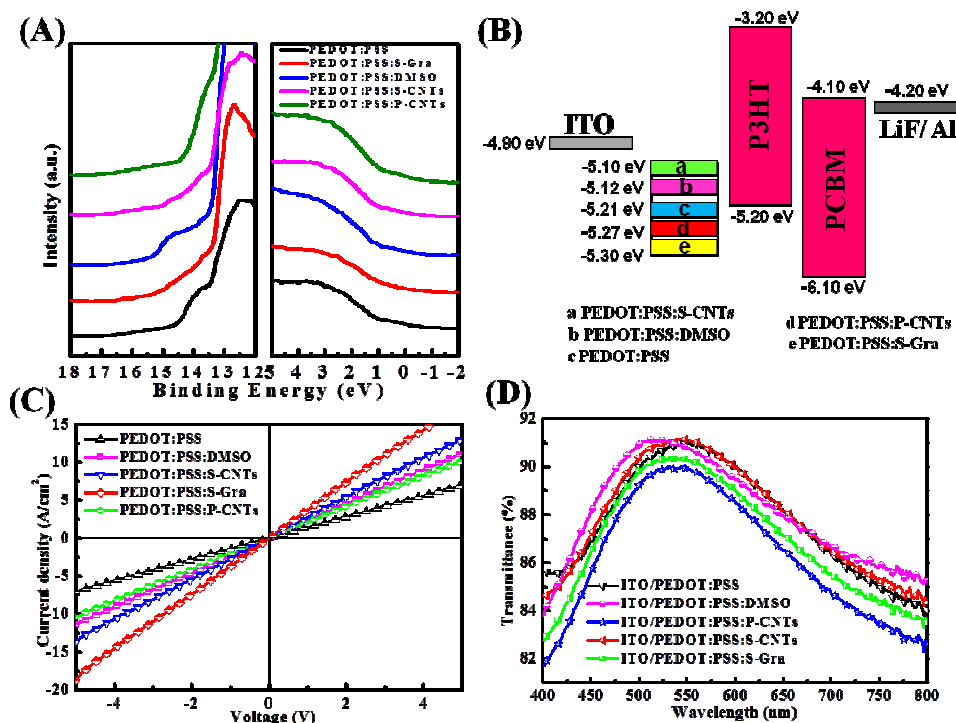 (A)
PEDOT:PSS
PEDOT:PSS:S-Gra
PEDOT:PSS:DMSO
PEDOT:PSS:S-CNTs
PEDOT:PSS:P-CNTs
Intensity (a.u.)
18 17 16 15 14 13 12 5 4 3 2 1 0 -1 -2
Binding Energy (eV)
(B)
ITO
-4.80 eV
-5.10 eV
-5.12 eV
-5.21 eV
-5.27 eV
-5.30 eV
a
b
c
d
e
-3.20 eV
P3HT
-5.20 eV
-4.10 eV
PCBM
-6.10 eV
-4.20 eV
LiF/ Al
a PEDOT:PSS:S-CNTs
b PEDOT:PSS:DMSO
c PEDOT:PSS
d PEDOT:PSS:P-CNTs
e PEDOT:PSS:S-Gra
(C)
PEDOT:PSS
PEDOT:PSS:DMSO
PEDOT:PSS:S-CNTs
PEDOT:PSS:S-Gra
PEDOT:PSS:P-CNTs
Current density (A/cm²)
15
10
5
0
-5
-10
-15
-20
-4 -2 0 2 4
Voltage (V)
(D)
Transmittance (%)
92
90
88
86
84
82
ITO/PEDOT:PSS
ITO/PEDOT:PSS:DMSO
ITO/PEDOT:PSS:P-CNTs
ITO/PEDOT:PSS:S-CNTs
ITO/PEDOT:PSS:S-Gra
400 450 500 550 600 650 700 750 800
Wavelength (nm)